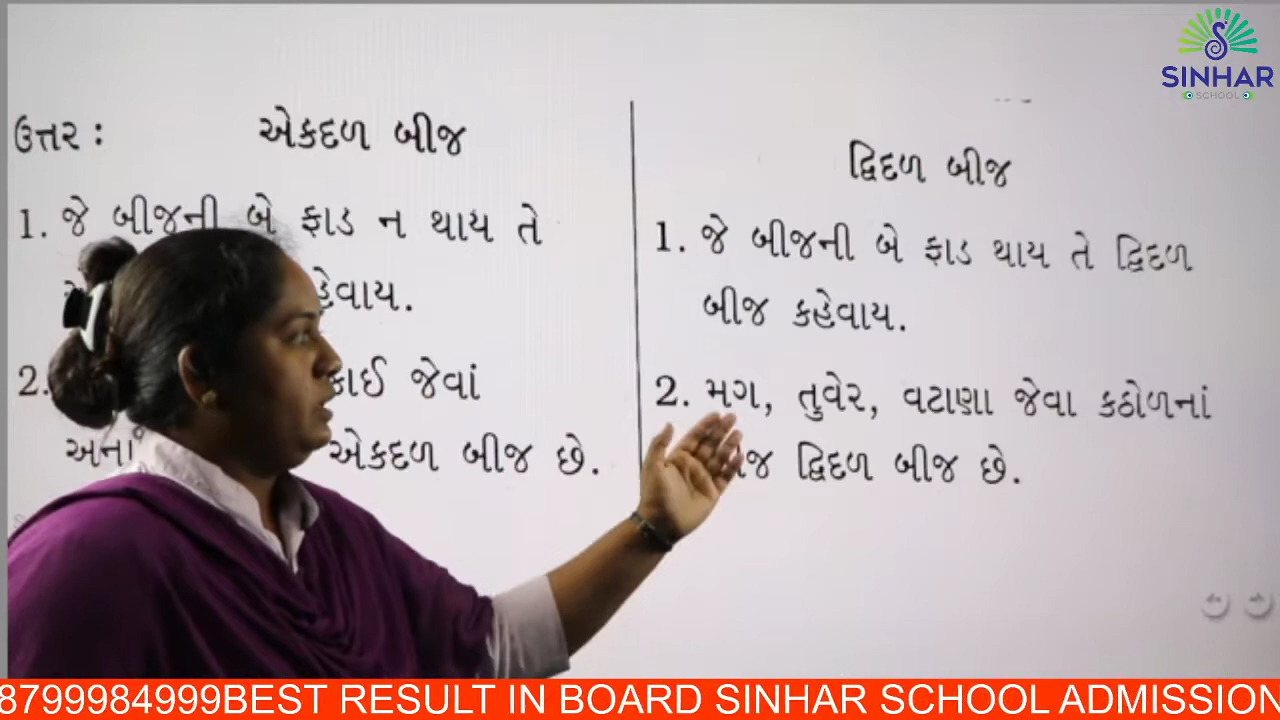 SINHAR
SCHOOL
ઉત્તર : એકદળ બીજ
1. જે બીજની બે ફાડ ન થાય તે
કહેવાય.
2. જેવાં
એકદળ બીજ છે.
દ્વિદળ બીજ
1. જે બીજની બે ફાડ થાય તે દ્વિદળ
બીજ કહેવાય.
2. મગ, તુવેર, વટાણા જેવા કઠોળનાં
દ્વિદળ બીજ છે.
8799984999BEST RESULT IN BOARD SINHAR SCHOOL ADMISSION